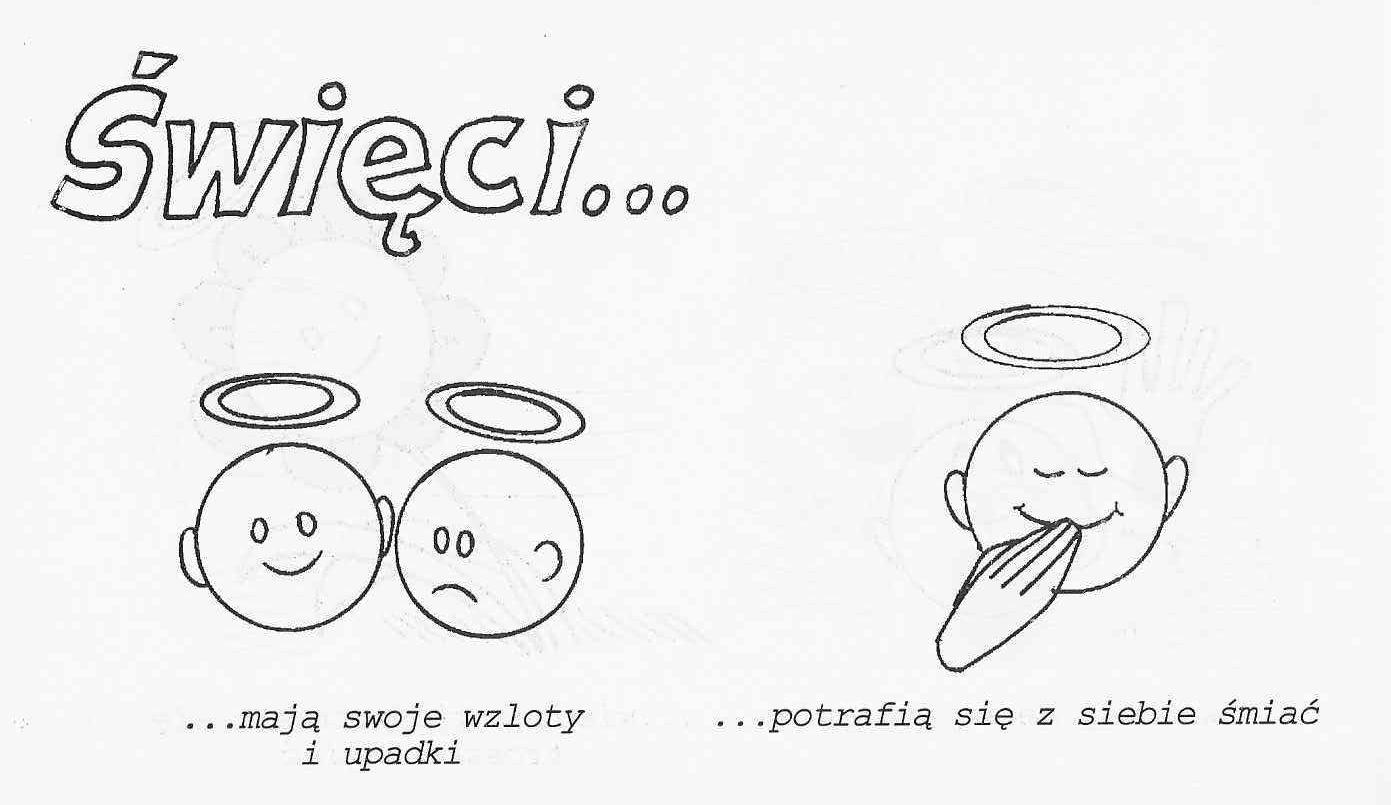 Święci...
...mają swoje wzloty
i upadki
...potrafią się z siebie śmiać